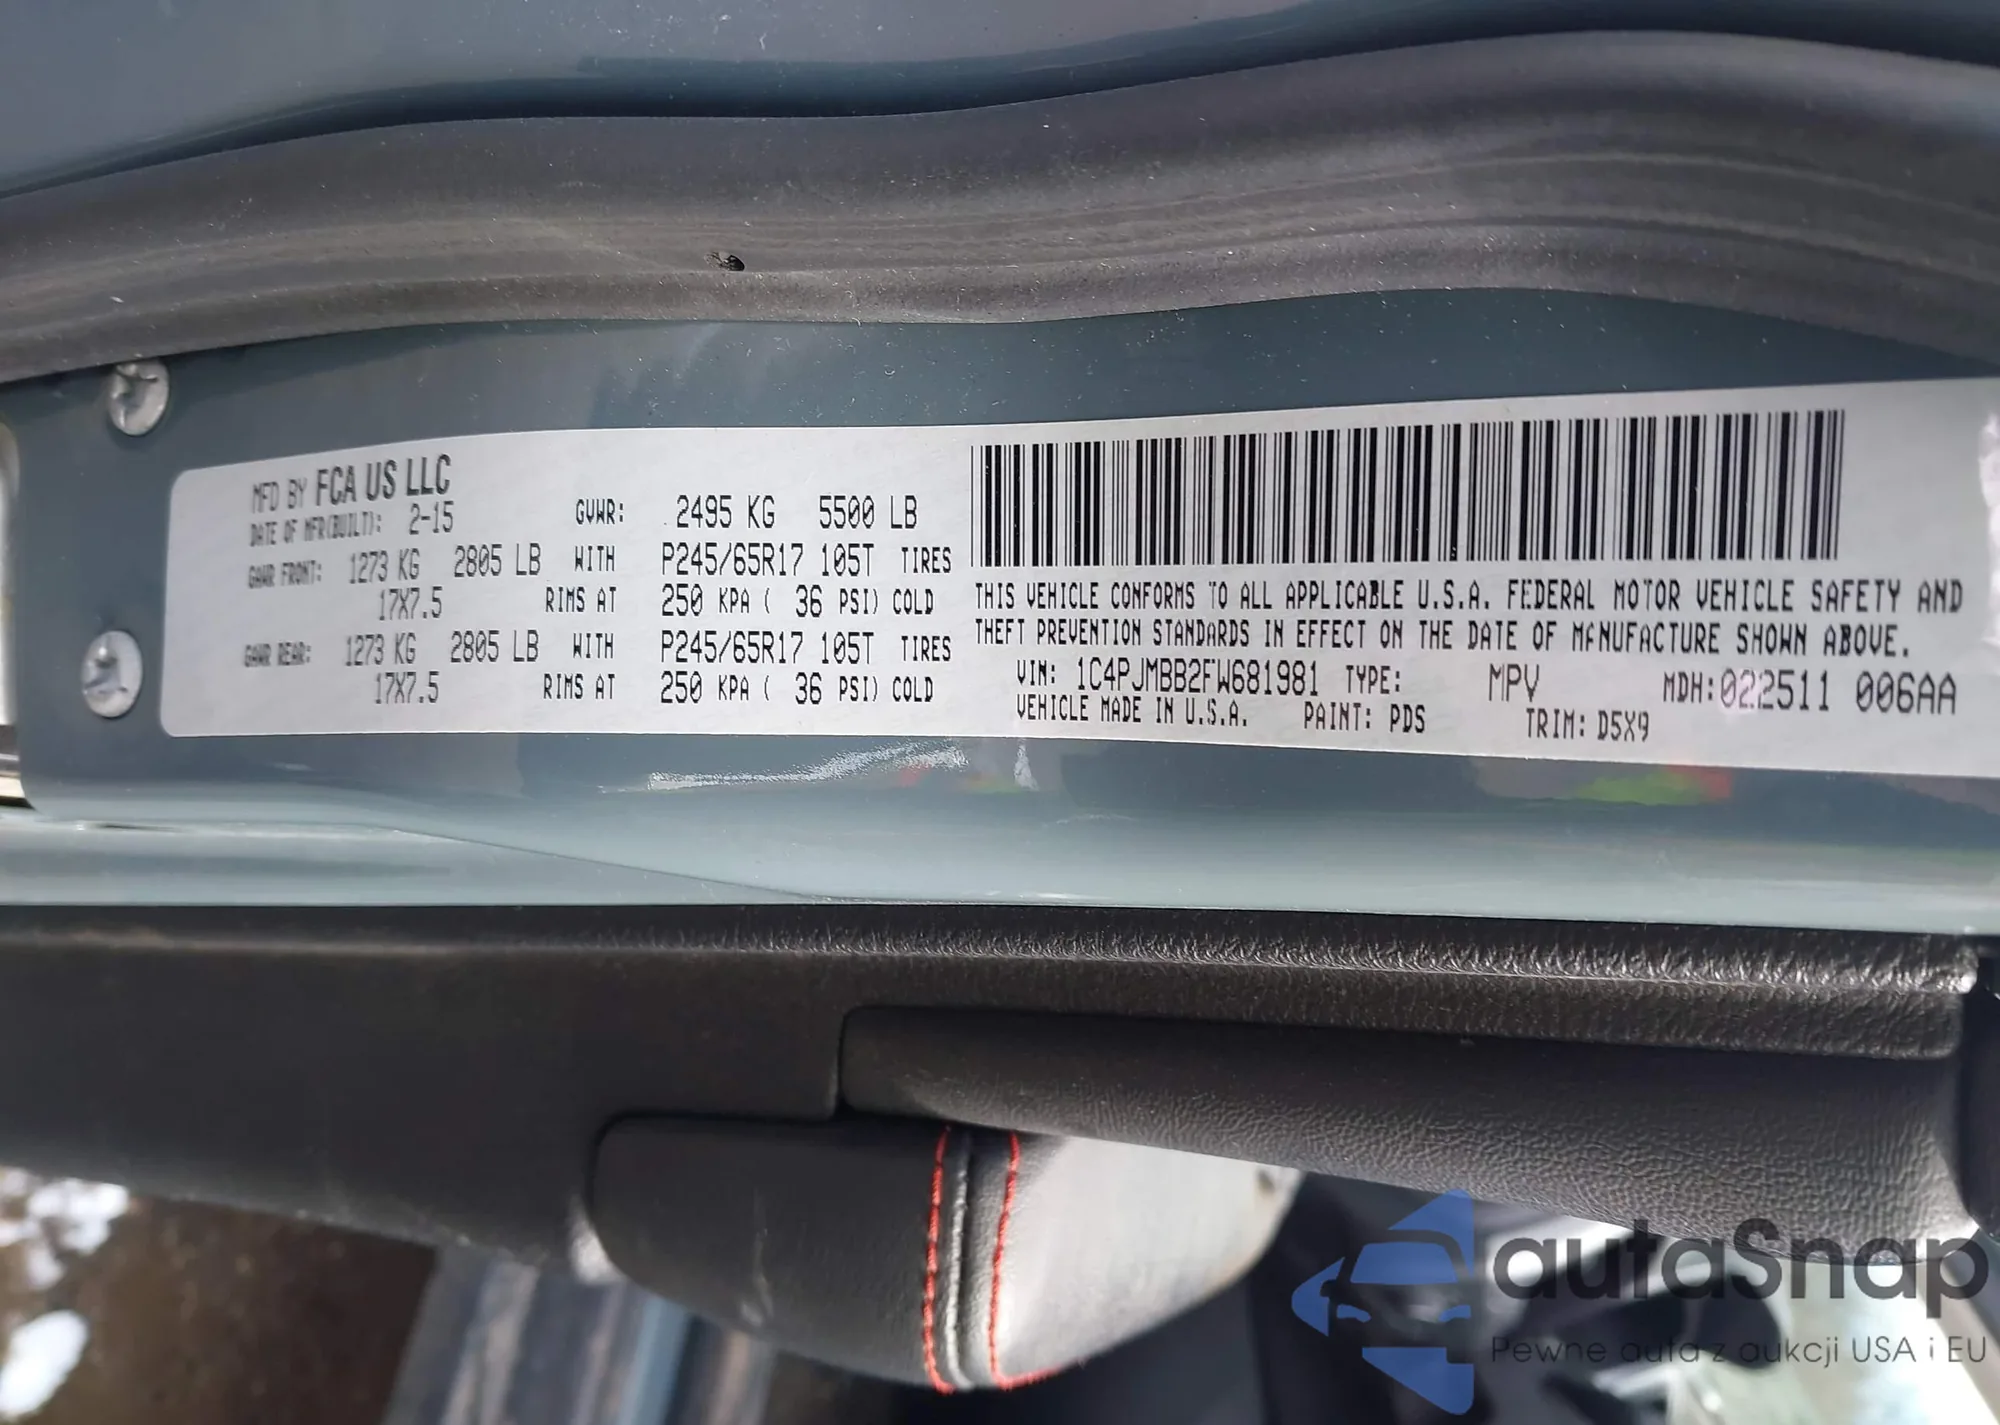 MFD BY FCA US LLC
DATE OF MFR(BUILT): 2-15 GVWR: 2495 KG 5500 LB
GAWR FRONT: 1273 KG 2805 LB WITH P245/65R17 105T TIRES
17X7.5 RIMS AT 250 KPA ( 36 PSI) COLD
GAWR REAR: 1273 KG 2805 LB WITH P245/65R17 105T TIRES
17X7.5 RIMS AT 250 KPA ( 36 PSI) COLD
THIS VEHICLE CONFORMS TO ALL APPLICABLE U.S.A. FEDERAL MOTOR VEHICLE SAFETY AND
THEFT PREVENTION STANDARDS IN EFFECT ON THE DATE OF MANUFACTURE SHOWN ABOVE.
VIN: 1C4PJMBB2FW681981 TYPE: MPV MDH:022511 006AA
VEHICLE MADE IN U.S.A. PAINT: PDS TRIM: D5X9
autaSnap
Pewne auta z aukcji USA i EU